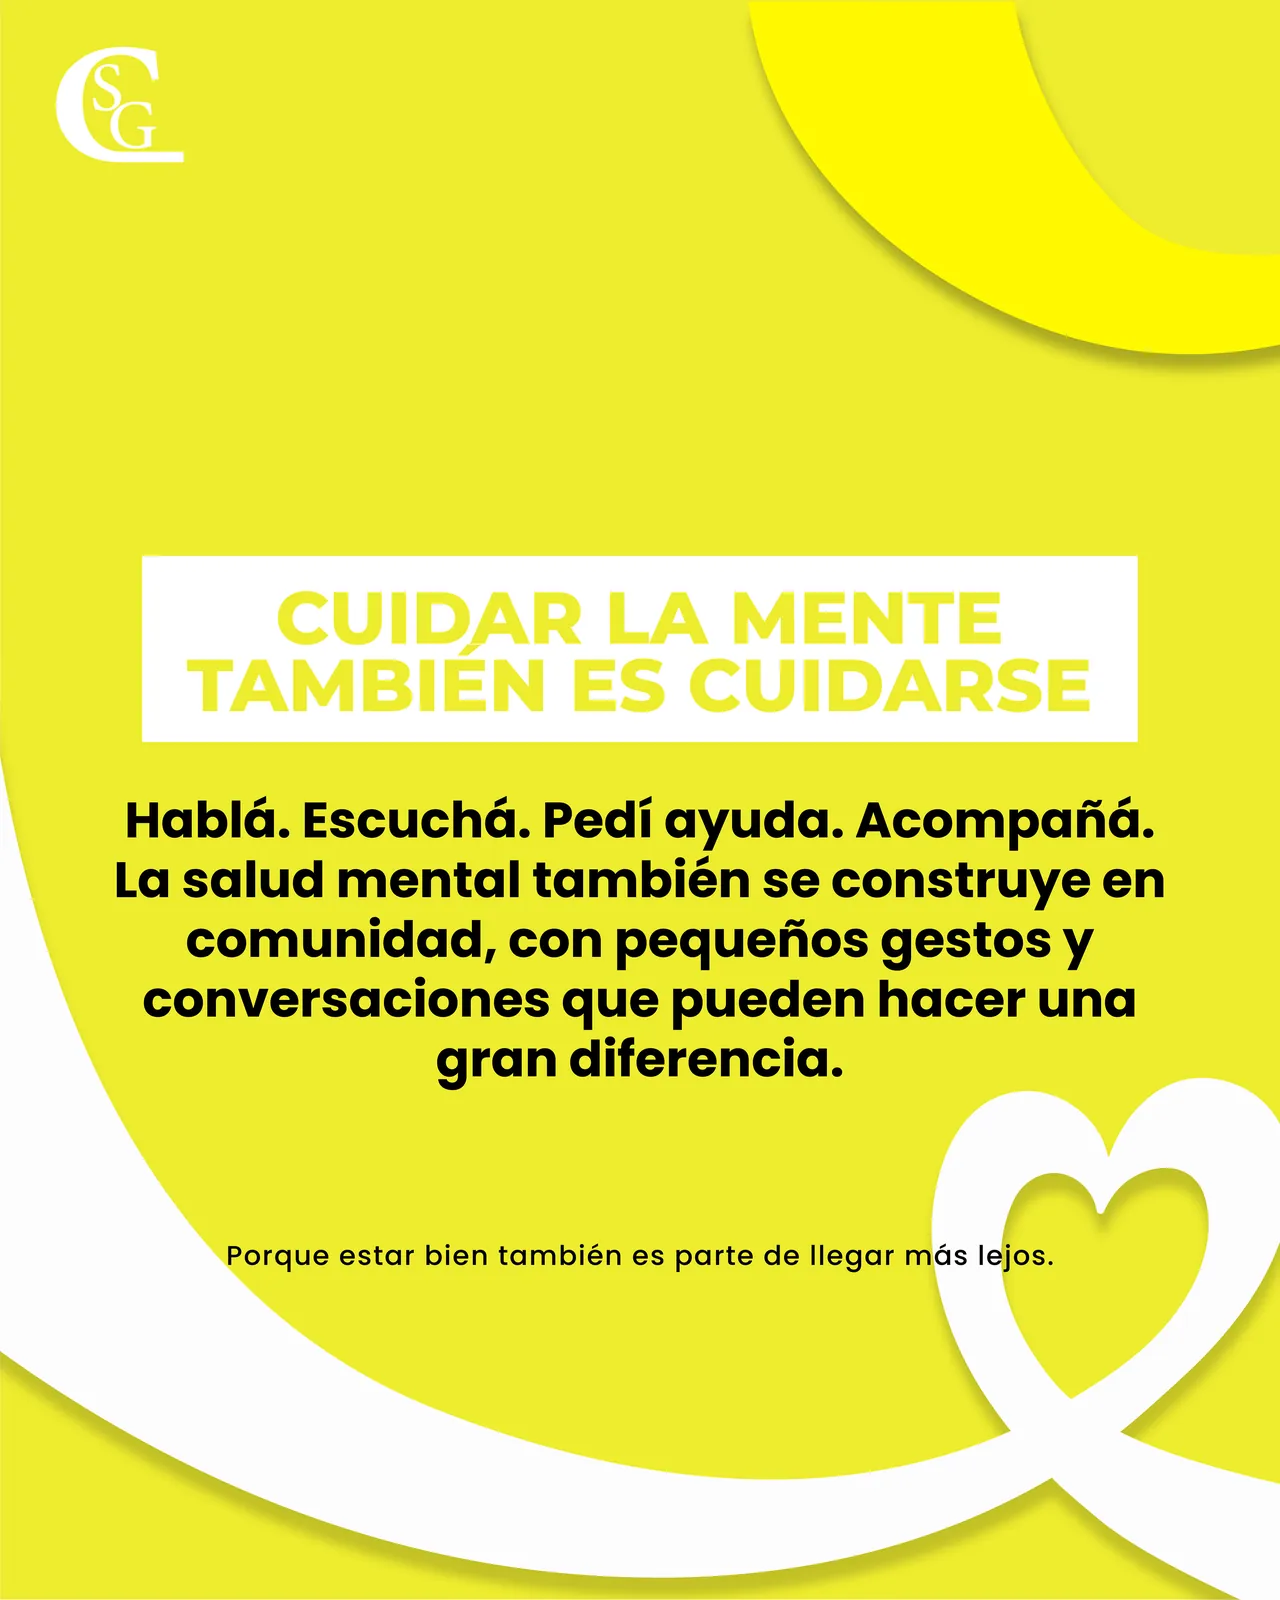 CSG
CUIDAR LA MENTE
TAMBIÉN ES CUIDARSE
Hablá. Escuchá. Pedí ayuda. Acompañá.
La salud mental también se construye en
comunidad, con pequeños gestos y
conversaciones que pueden hacer una
gran diferencia.
Porque estar bien también es parte de llegar más lejos.